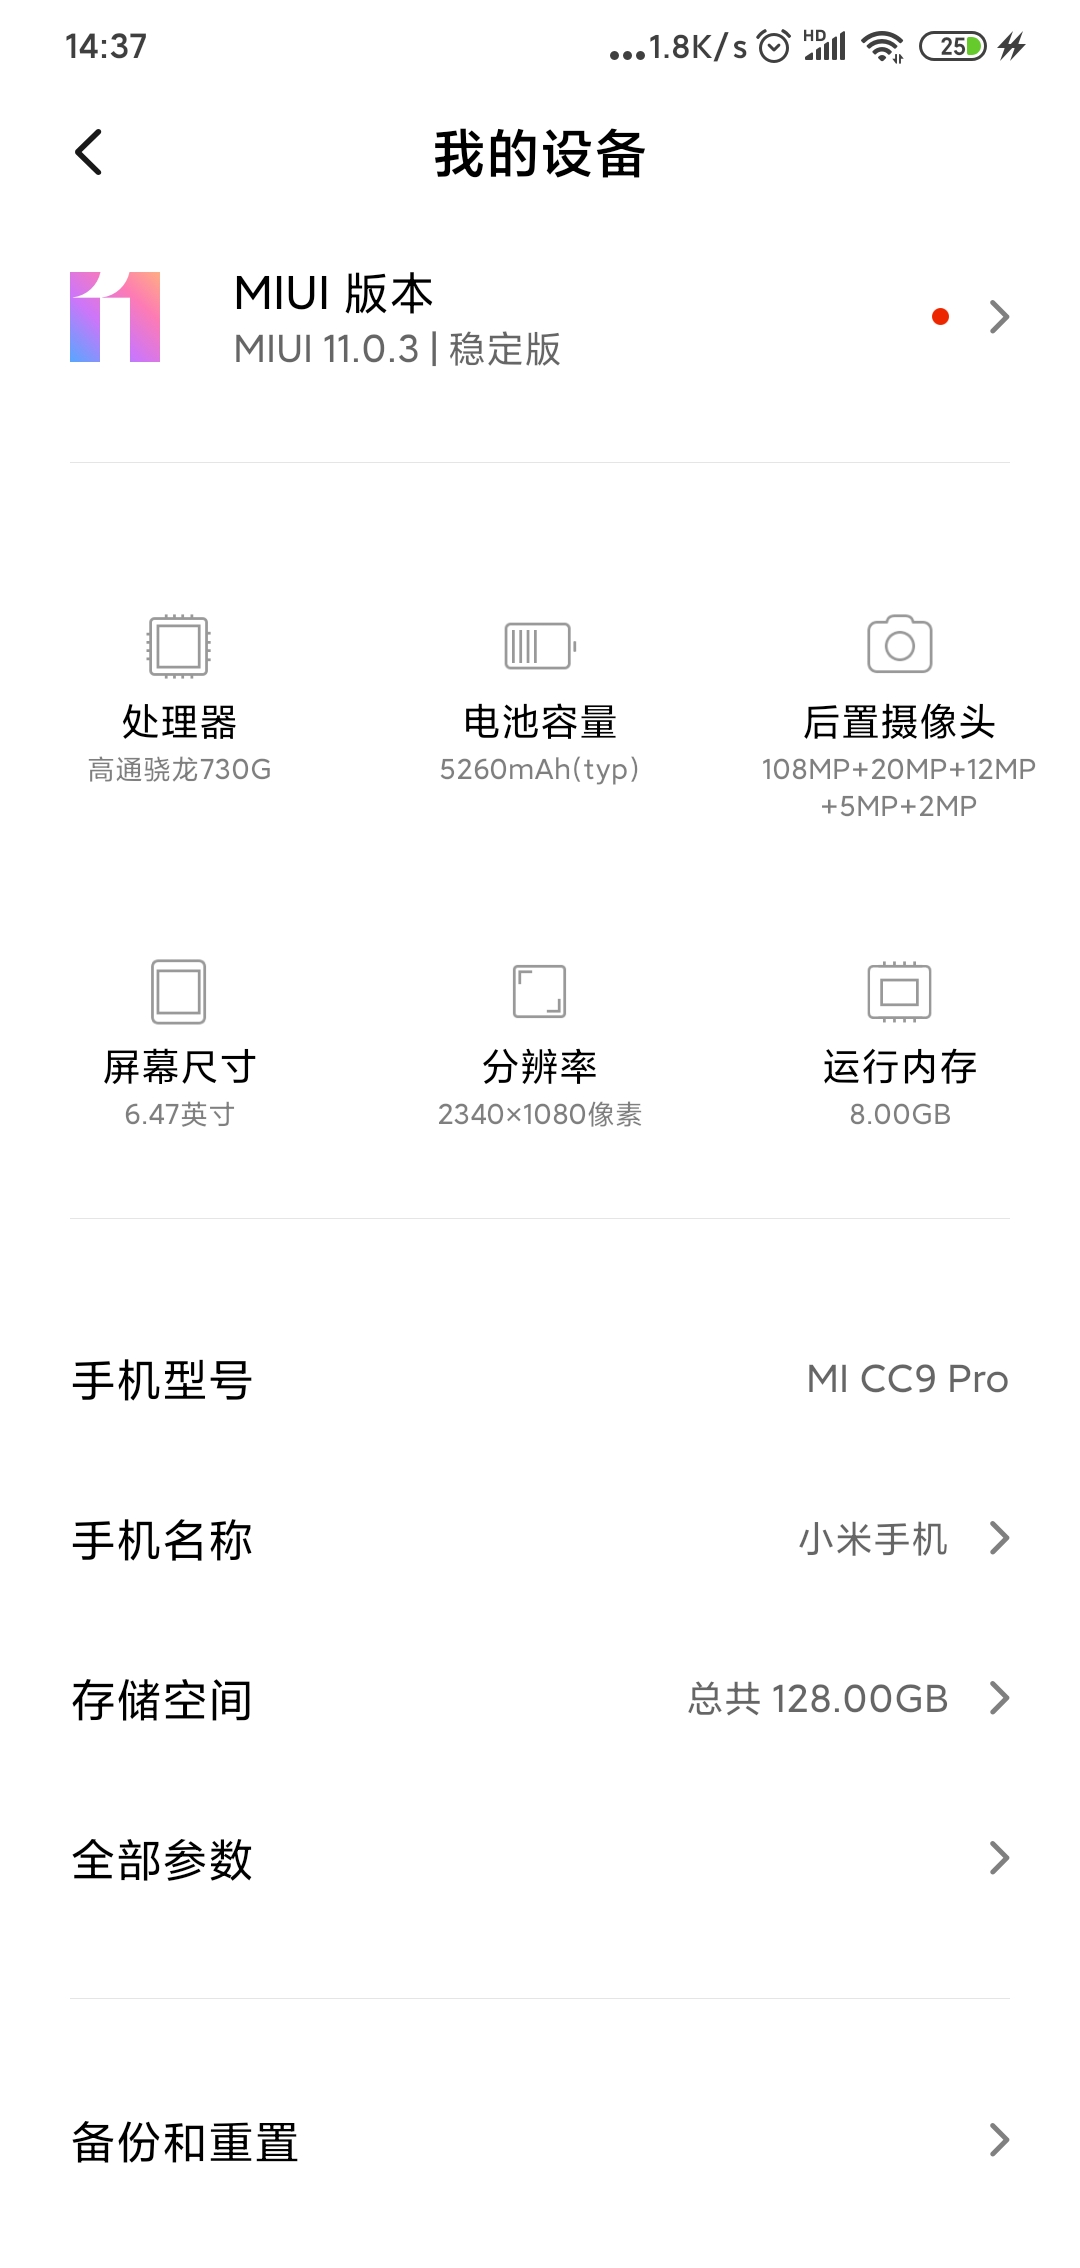 14:37
...1.8K/s HD 25
我的设备
MIUI 版本
MIUI 11.0.3 | 稳定版
处理器
电池容量
后置摄像头
高通骁龙730G
5260mAh(typ)
108MP+20MP+12MP
+5MP+2MP
屏幕尺寸
分辨率
运行内存
6.47英寸
2340×1080像素
8.00GB
手机型号
MI CC9 Pro
手机名称
小米手机
存储空间
总共 128.00GB
全部参数
备份和重置